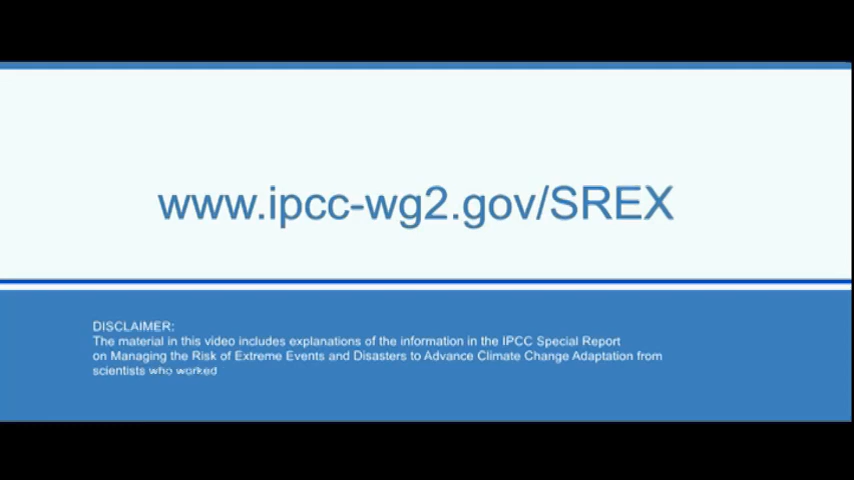 www.ipcc-wg2.gov/SREX
DISCLAIMER:
The material in this video includes explanations of the information in the IPCC Special Report
on Managing the Risk of Extreme Events and Disasters to Advance Climate Change Adaptation from
scientists who worked